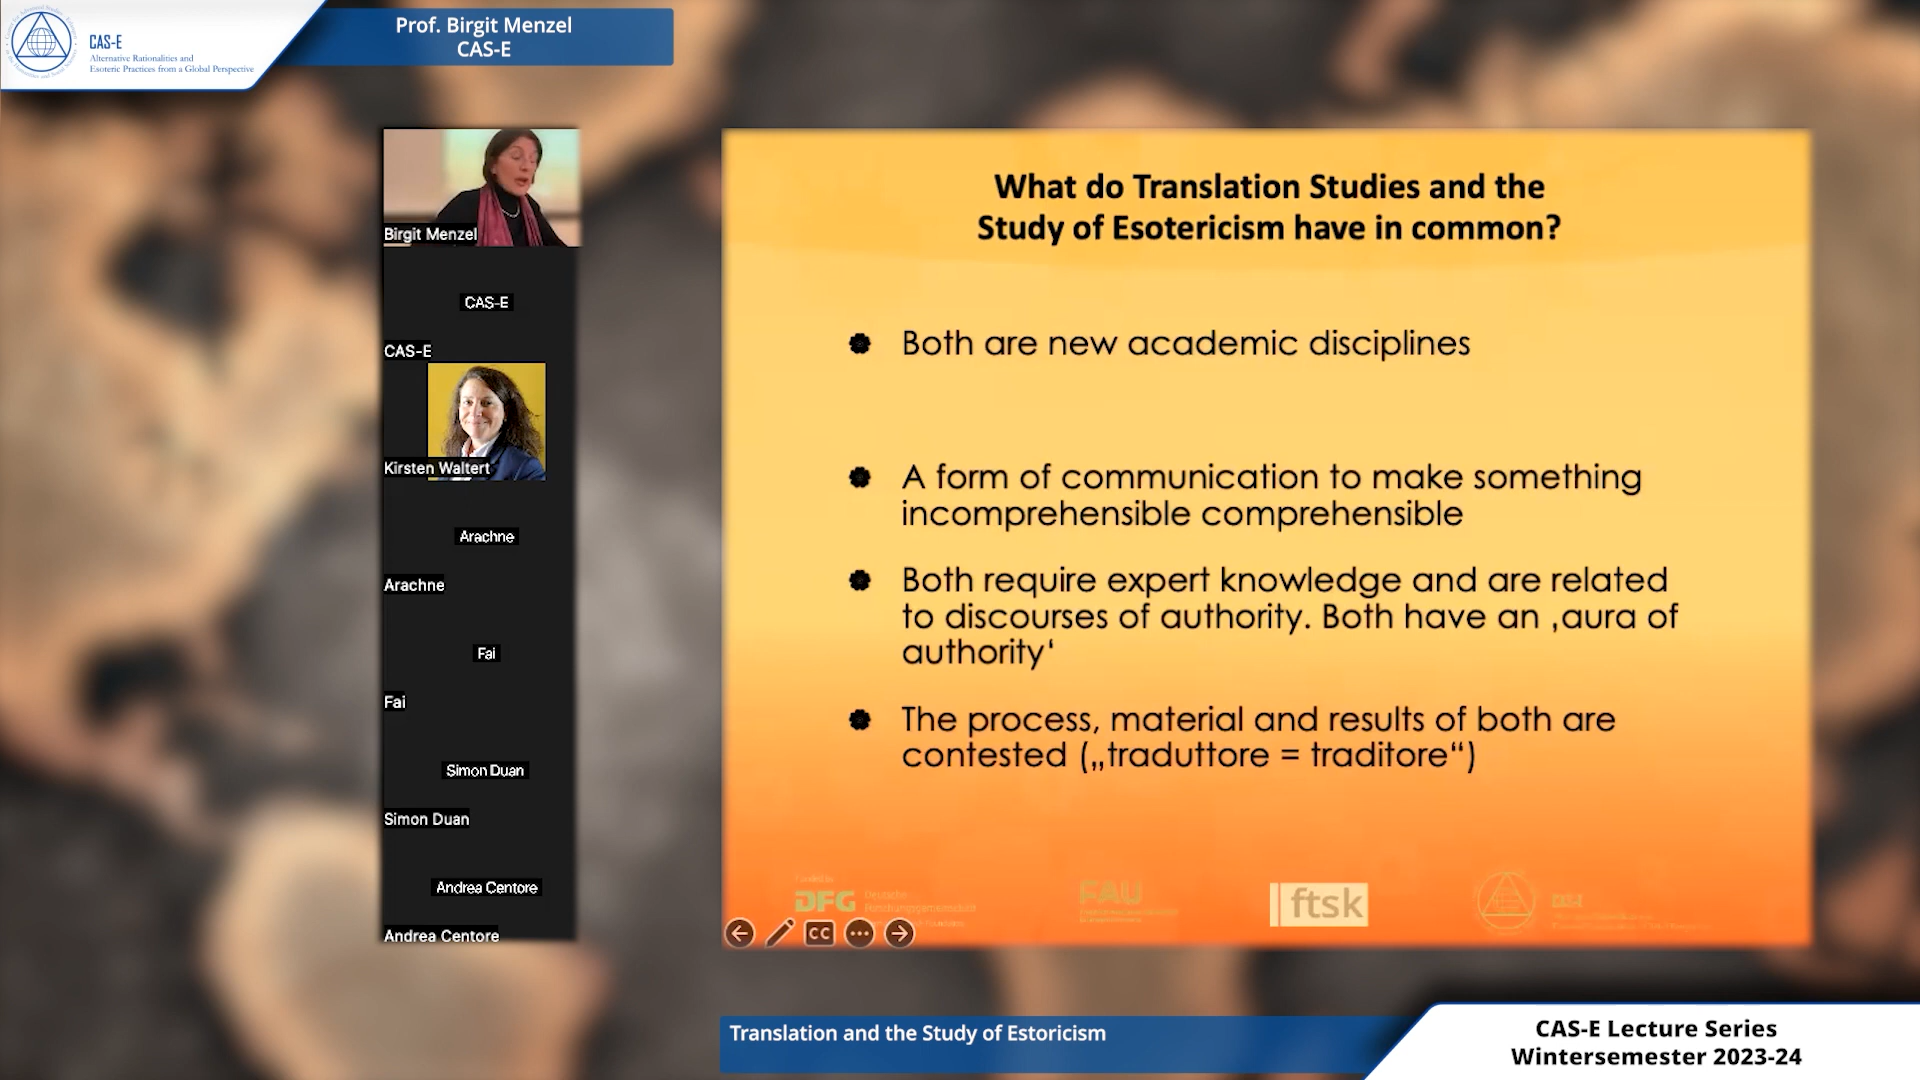 CAS-E
Alternative Rationalities and
Esoteric Practices from a Global Perspective
Prof. Birgit Menzel
CAS-E
Birgit Menzel
CAS-E
CAS-E
Kirsten Waltert
Arachne
Arachne
Fai
Fai
Simon Duan
Simon Duan
Andrea Centore
Andrea Centore
What do Translation Studies and the
Study of Esotericism have in common?
Both are new academic disciplines
A form of communication to make something
incomprehensible comprehensible
Both require expert knowledge and are related
to discourses of authority. Both have an ‚aura of
authority‘
The process, material and results of both are
contested („traduttore = traditore“)
DFG
Deutsche
Forschungsgemeinschaft
FAU
ftsk
CAS-E
CC
Translation and the Study of Estoricism
CAS-E Lecture Series
Wintersemester 2023-24